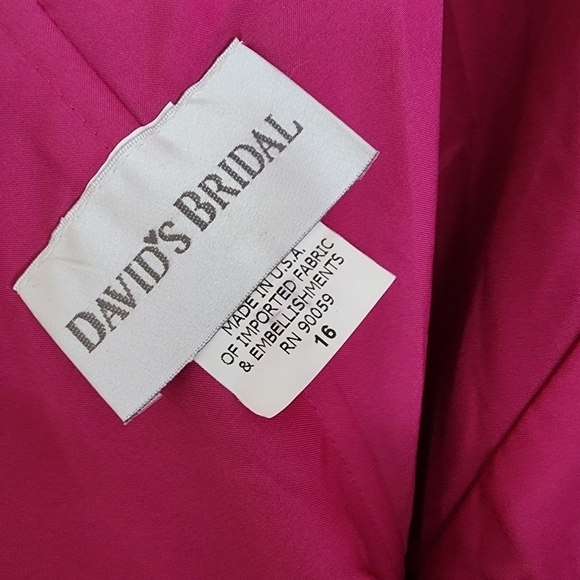 DAVID'S BRIDAL
MADE IN U.S.A.
OF IMPORTED FABRIC
& EMBELLISHMENTS
RN 90059
16